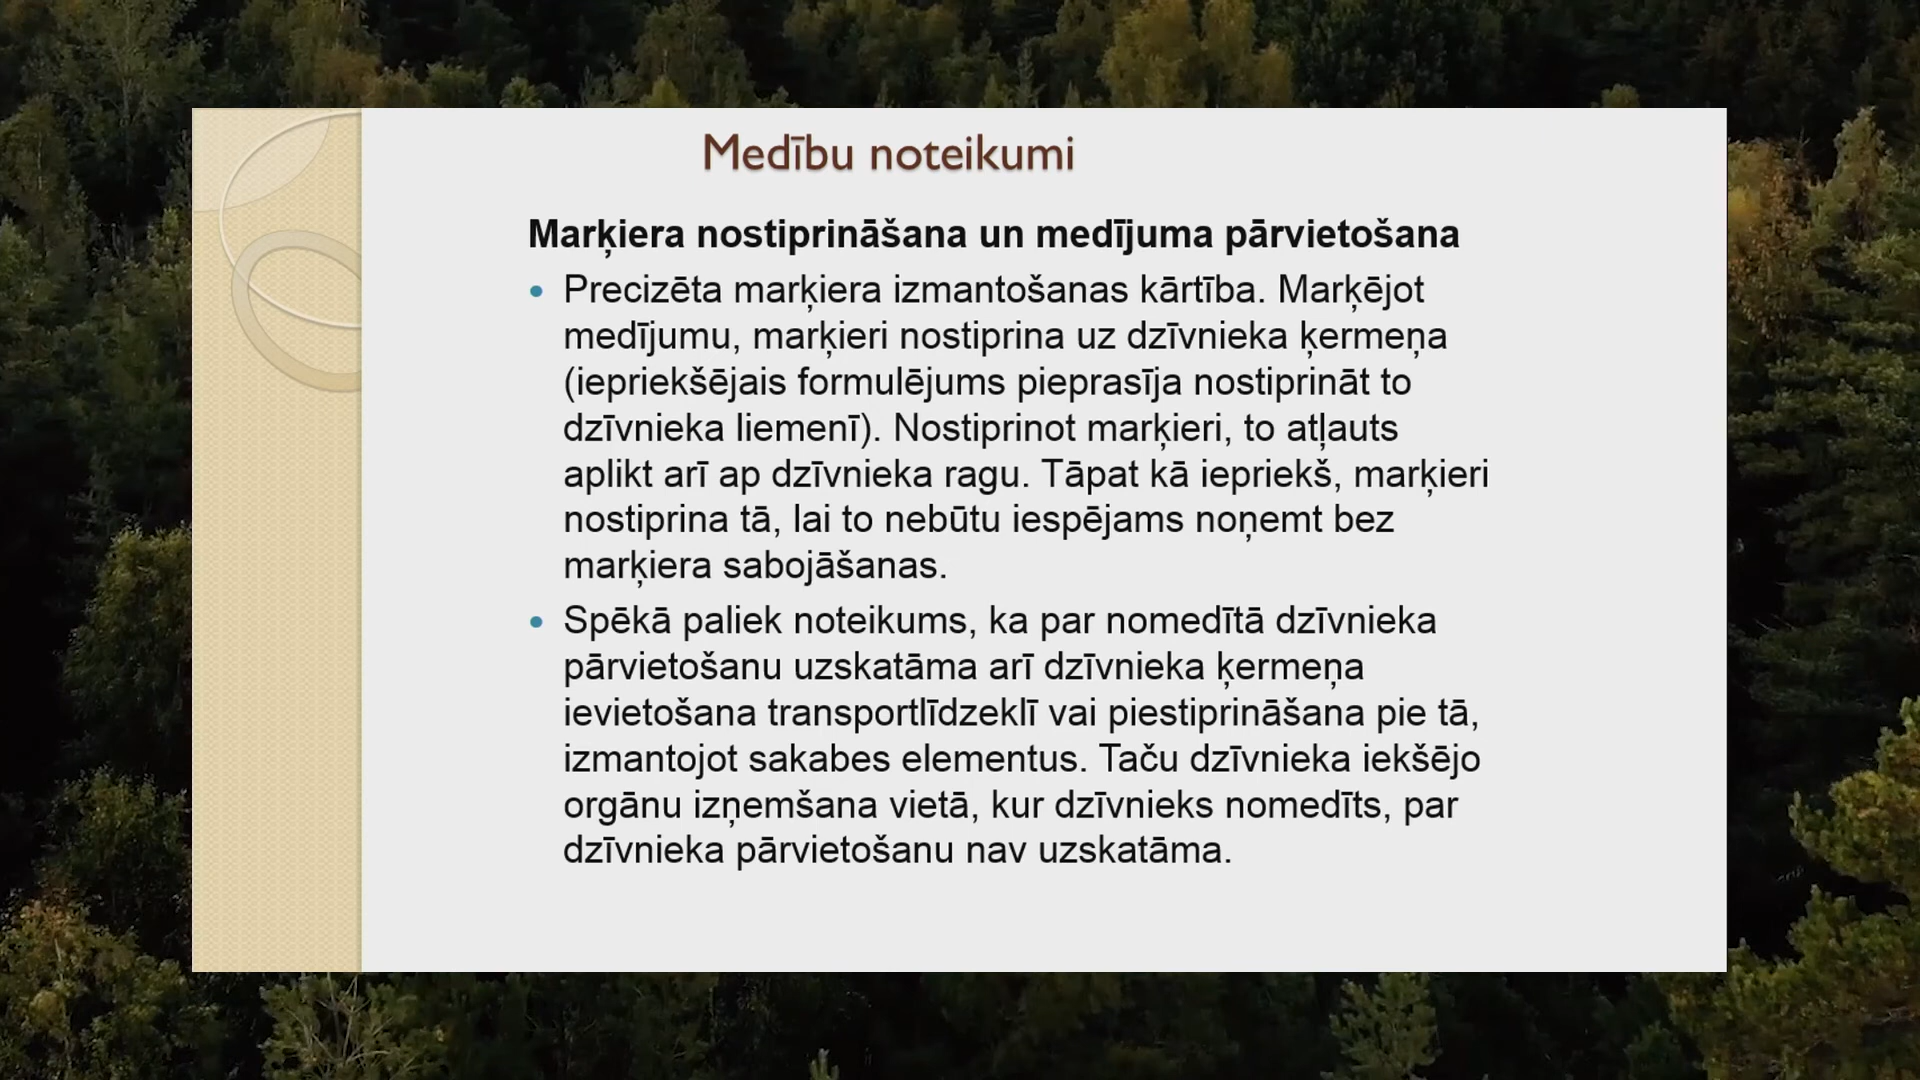 Medību noteikumi
Marķiera nostiprināšana un medījuma pārvietošana
• Precizēta marķiera izmantošanas kārtība. Marķējot
medījumu, marķieri nostiprina uz dzīvnieka ķermeņa
(iepriekšējais formulējums pieprasīja nostiprināt to
dzīvnieka liemenī). Nostiprinot marķieri, to atļauts
aplikt arī ap dzīvnieka ragu. Tāpat kā iepriekš, marķieri
nostiprina tā, lai to nebūtu iespējams noņemt bez
marķiera sabojāšanas.
• Spēkā paliek noteikums, ka par nomedītā dzīvnieka
pārvietošanu uzskatāma arī dzīvnieka ķermeņa
ievietošana transportlīdzeklī vai piestiprināšana pie tā,
izmantojot sakabes elementus. Taču dzīvnieka iekšējo
orgānu izņemšana vietā, kur dzīvnieks nomedīts, par
dzīvnieka pārvietošanu nav uzskatāma.